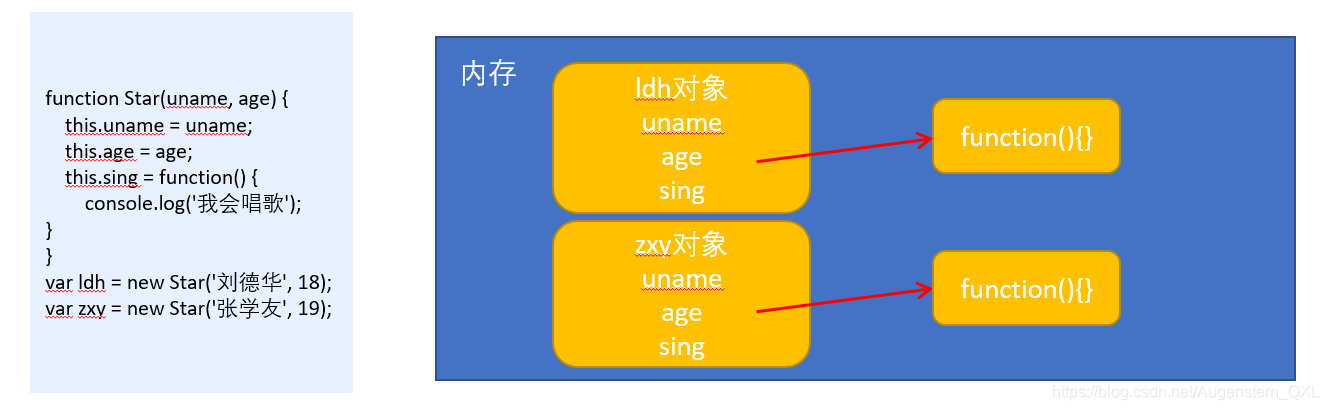 function Star(uname, age) {
this.uname = uname;
this.age = age;
this.sing = function() {
console.log('我会唱歌');
}
}
var ldh = new Star('刘德华', 18);
var zxy = new Star('张学友', 19);
内存
ldh对象
uname
age
sing
function(){}
zxy对象
uname
age
sing
function(){}
https://blog.csdn.net/Augenstern_QXL